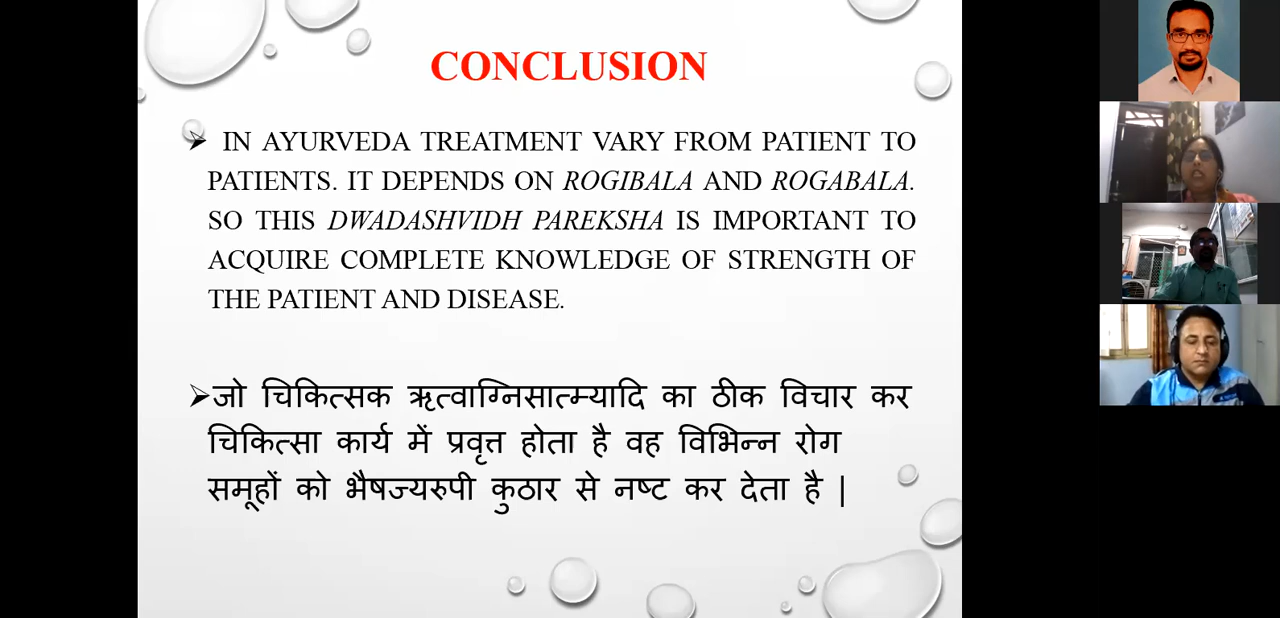 CONCLUSION
IN AYURVEDA TREATMENT VARY FROM PATIENT TO
PATIENTS. IT DEPENDS ON ROGIBALA AND ROGABALA.
SO THIS DWADASHVIDH PAREKSHA IS IMPORTANT TO
ACQUIRE COMPLETE KNOWLEDGE OF STRENGTH OF
THE PATIENT AND DISEASE.
जो चिकित्सक ऋत्वाग्निसात्म्यादि का ठीक विचार कर
चिकित्सा कार्य में प्रवृत्त होता है वह विभिन्न रोग
समूहों को भैषज्यरुपी कुठार से नष्ट कर देता है |